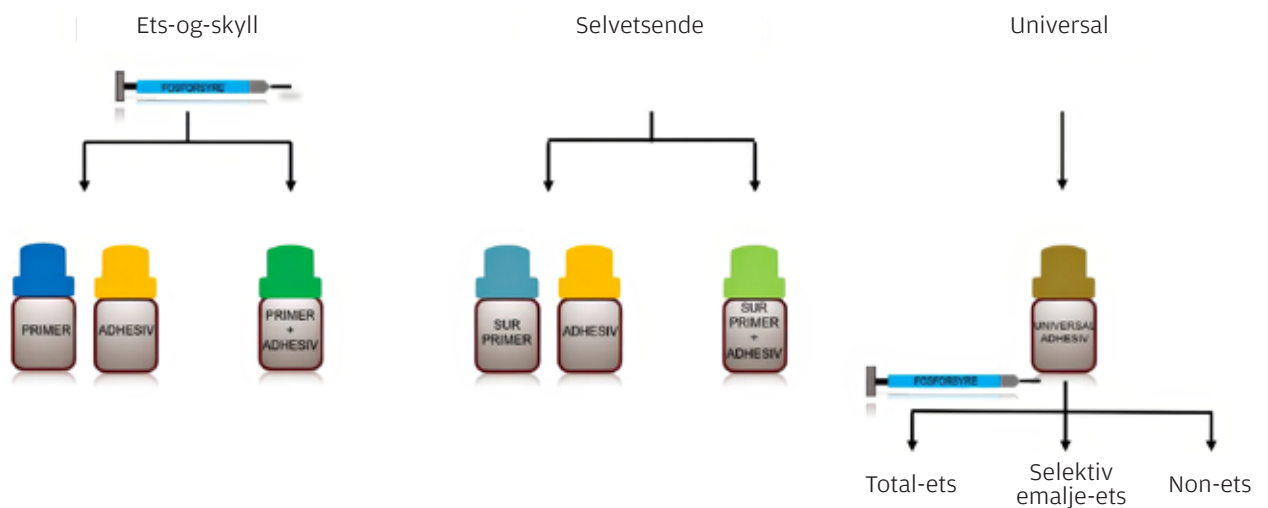 Ets-og-skyll
Selvetsende
Universal
FOSFORSYRE
PRIMER
ADHESIV
PRIMER
+
ADHESIV
SUR
PRIMER
ADHESIV
SUR
PRIMER
+
ADHESIV
UNIVERSAL
ADHESIV
FOSFORSYRE
Total-ets
Selektiv
emalje-ets
Non-ets